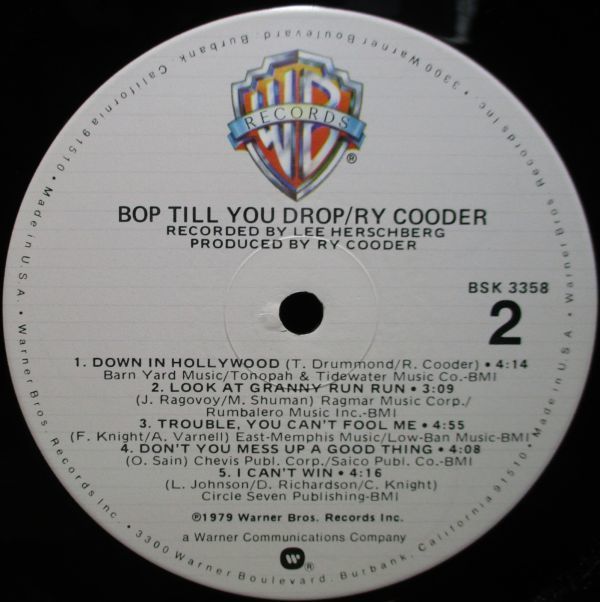 WB
RECORDS
®
BOP TILL YOU DROP/RY COODER
RECORDED BY LEE HERSCHBERG
PRODUCED BY RY COODER
BSK 3358
2
1. DOWN IN HOLLYWOOD (T. Drummond/R. Cooder) • 4:14
Barn Yard Music/Tonopah & Tidewater Music Co.-BMI
2. LOOK AT GRANNY RUN RUN • 3:09
(J. Ragovoy/M. Shuman) Ragmar Music Corp./
Rumbalero Music Inc.-BMI
3. TROUBLE, YOU CAN'T FOOL ME • 4:55
(F. Knight/A. Varnell) East-Memphis Music/Low-Ban Music-BMI
4. DON'T YOU MESS UP A GOOD THING • 4:08
(O. Sain) Chevis Publ. Corp./Saico Publ. Co.-BMI
5. I CAN'T WIN • 4:16
(L. Johnson/D. Richardson/C. Knight)
Circle Seven Publishing-BMI
℗1979 Warner Bros. Records Inc.
a Warner Communications Company
W®
Warner Bros. Records Inc. • 3300 Warner Boulevard, Burbank, California 91510 • Made in U.S.A. •
Warner Bros. Records Inc. • 3300 Warner Boulevard, Burbank, California 91510 • Made in U.S.A. •